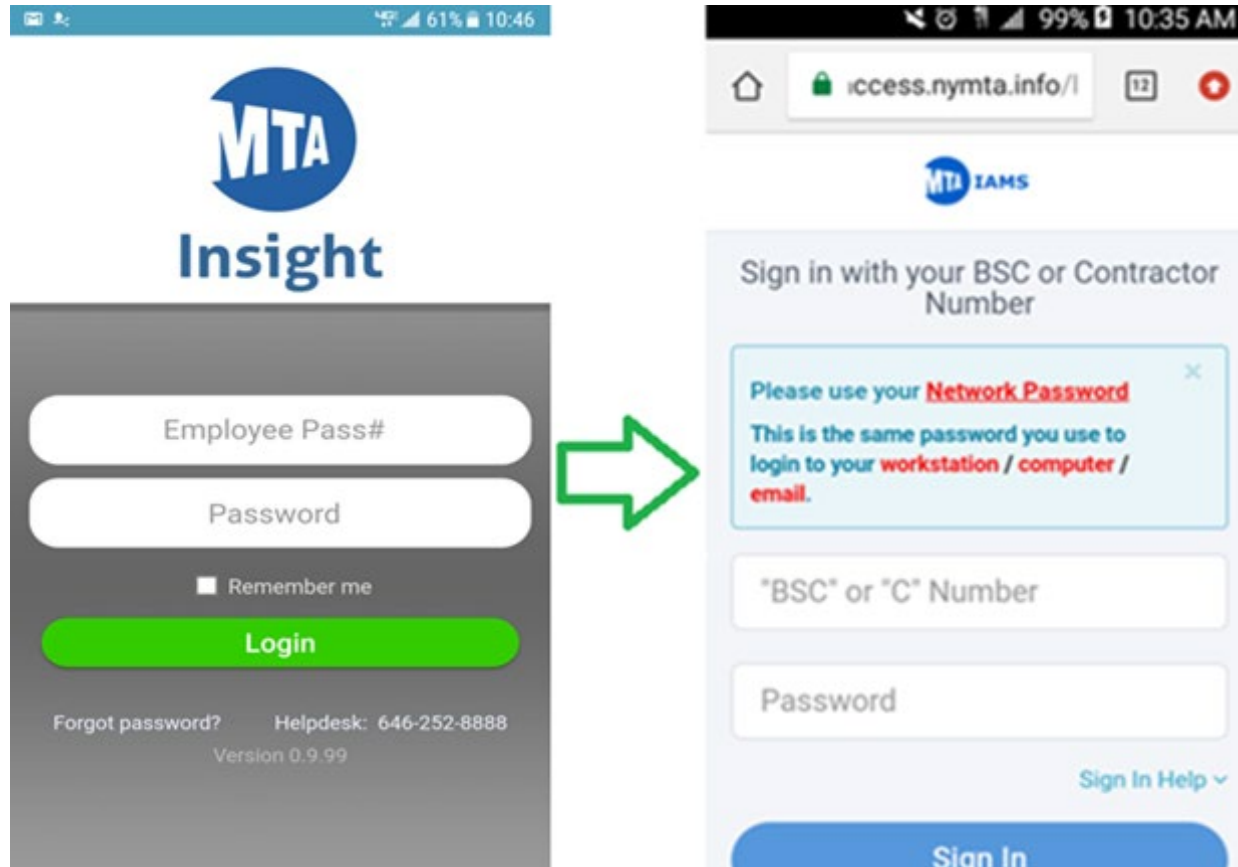 61% 10:46
MTA
Insight
Employee Pass#
Password
Remember me
Login
Forgot password? Helpdesk: 646-252-8888
Version 0.9.99
99% 10:35 AM
ccess.nymta.info/l
12
MTA IAMS
Sign in with your BSC or Contractor
Number
Please use your Network Password
This is the same password you use to
login to your workstation / computer /
email.
"BSC" or "C" Number
Password
Sign In Help
Sign In